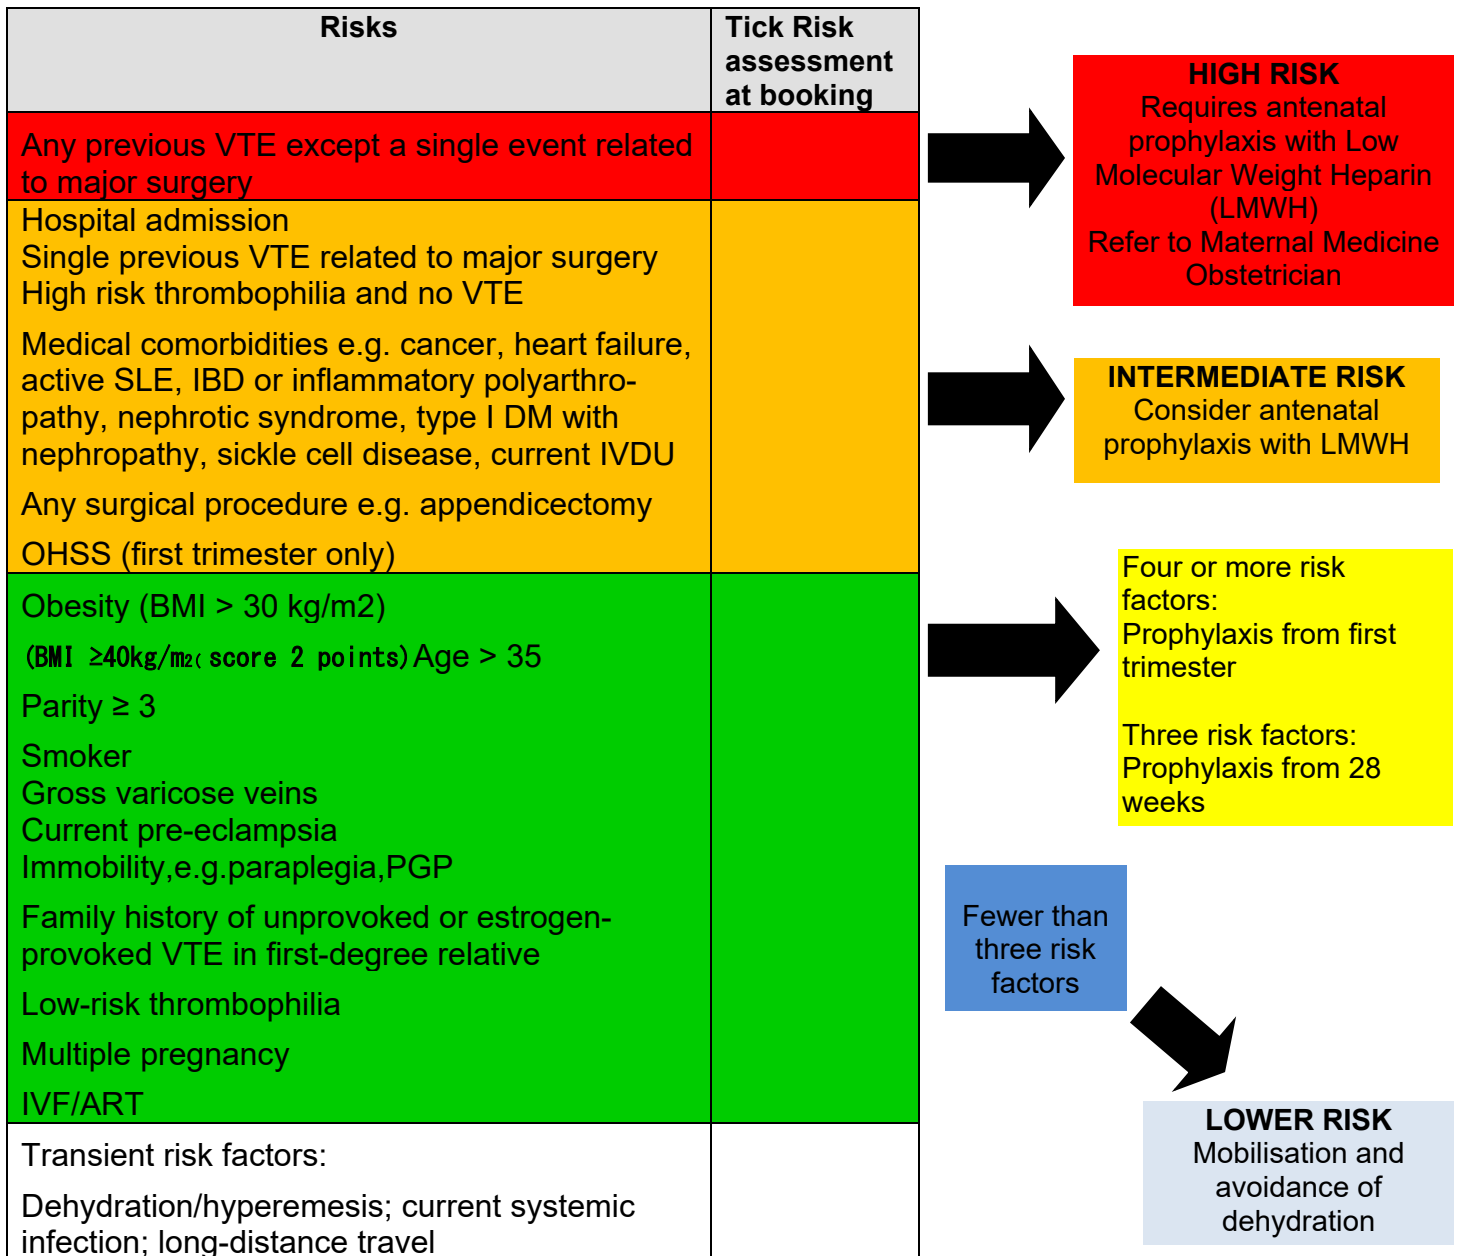 Risks
Tick Risk
assessment
at booking
Any previous VTE except a single event related
to major surgery
Hospital admission
Single previous VTE related to major surgery
High risk thrombophilia and no VTE
Medical comorbidities e.g. cancer, heart failure,
active SLE, IBD or inflammatory polyarthro-
pathy, nephrotic syndrome, type I DM with
nephropathy, sickle cell disease, current IVDU
Any surgical procedure e.g. appendicectomy
OHSS (first trimester only)
Obesity (BMI > 30 kg/m2)
(BMI ≥40kg/m2( score 2 points) Age > 35
Parity ≥ 3
Smoker
Gross varicose veins
Current pre-eclampsia
Immobility,e.g.paraplegia,PGP
Family history of unprovoked or estrogen-
provoked VTE in first-degree relative
Low-risk thrombophilia
Multiple pregnancy
IVF/ART
Transient risk factors:
Dehydration/hyperemesis; current systemic
infection; long-distance travel
HIGH RISK
Requires antenatal
prophylaxis with Low
Molecular Weight Heparin
(LMWH)
Refer to Maternal Medicine
Obstetrician
INTERMEDIATE RISK
Consider antenatal
prophylaxis with LMWH
Four or more risk
factors:
Prophylaxis from first
trimester
Three risk factors:
Prophylaxis from 28
weeks
Fewer than
three risk
factors
LOWER RISK
Mobilisation and
avoidance of
dehydration